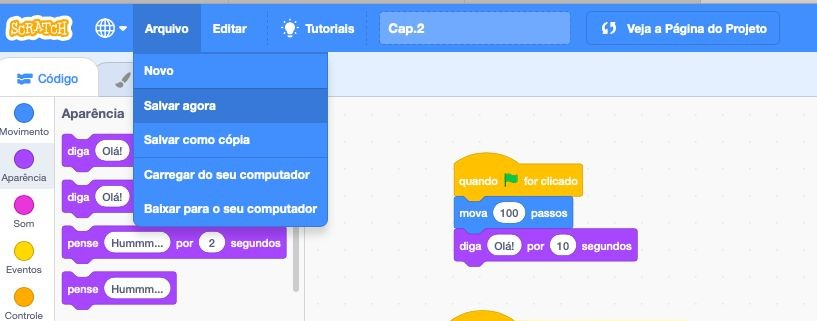 SCRATCH
Arquivo
Editar
Tutoriais
Cap.2
Veja a Página do Projeto
Novo
Salvar agora
Salvar como cópia
Carregar do seu computador
Baixar para o seu computador
Código
Movimento
Aparência
Som
Eventos
Controle
Aparência
diga Olá!
diga Olá!
pense Hummm... por 2 segundos
pense Hummm...
quando for clicado
mova 100 passos
diga Olá! por 10 segundos